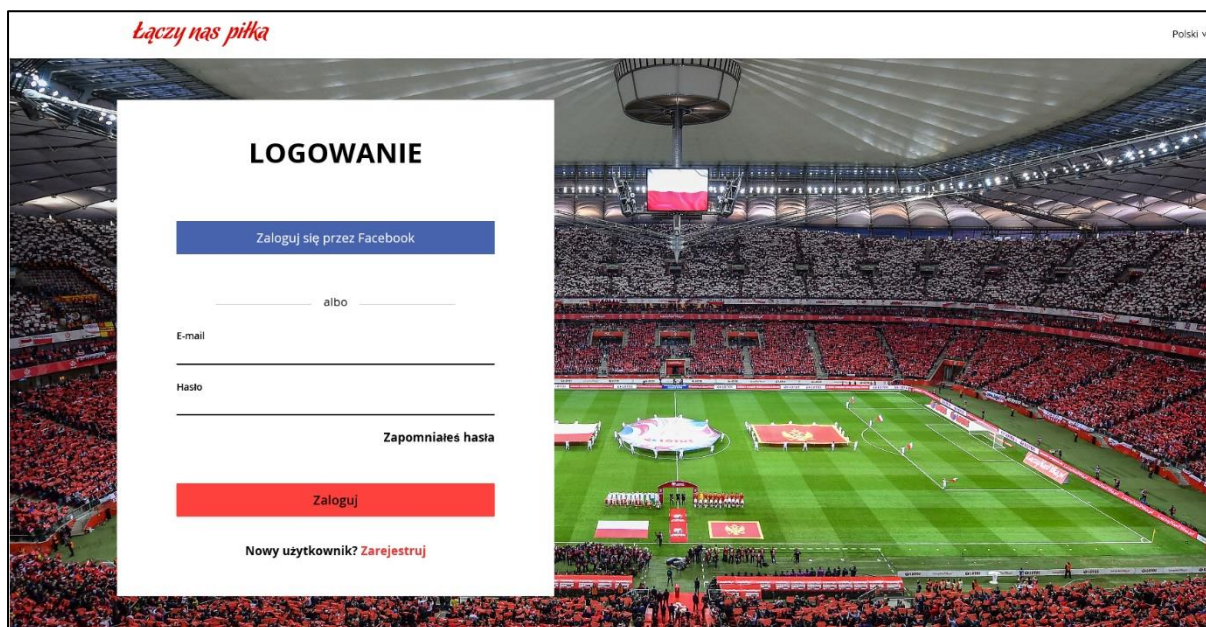 Łączy nas piłka
Polski
LOGOWANIE
Zaloguj się przez Facebook
albo
E-mail
Hasło
Zapomniałeś hasła
Zaloguj
Nowy użytkownik? Zarejestruj